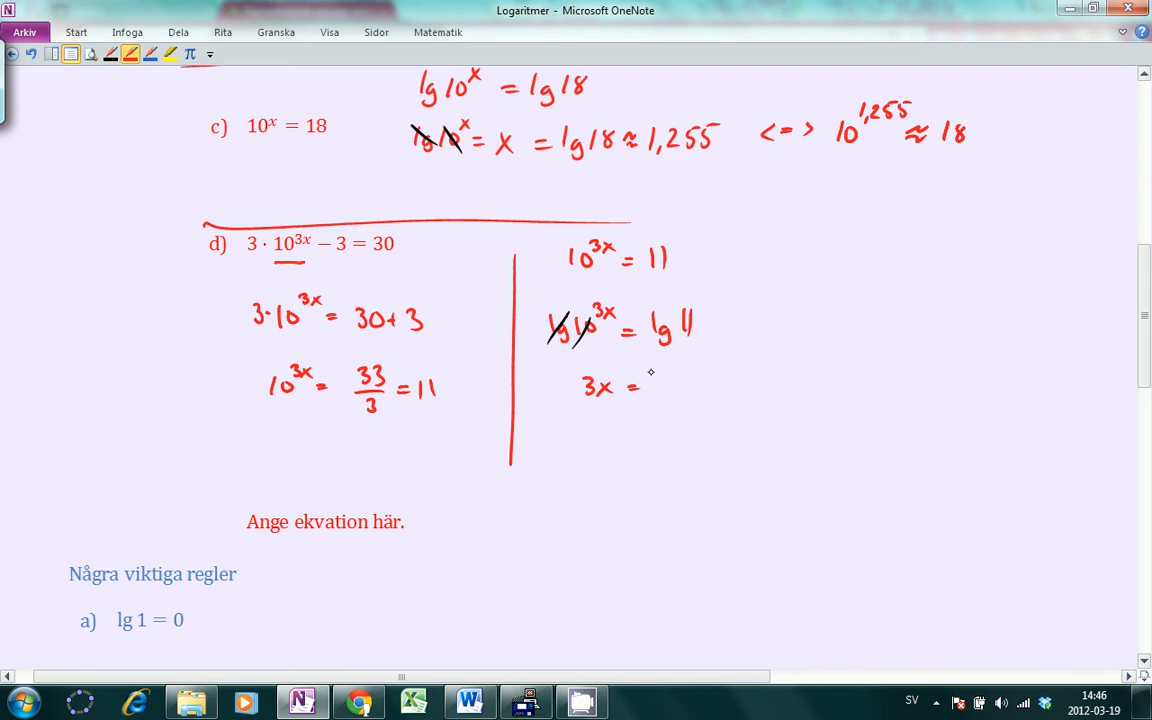 Logaritmer - Microsoft OneNote
Arkiv Start Infoga Dela Rita Granska Visa Sidor Matematik
lg 10^x = lg 18
c) 10^x = 18 lg 10^x = x = lg 18 ≈ 1,255 <=> 10^1,255 ≈ 18
d) 3 · 10^3x − 3 = 30
3·10^3x = 30+3
10^3x = 33/3 = 11
10^3x = 11
lg 10^3x = lg 11
3x =
Ange ekvation här.
Några viktiga regler
a) lg 1 = 0
SV 14:46
2012-03-19